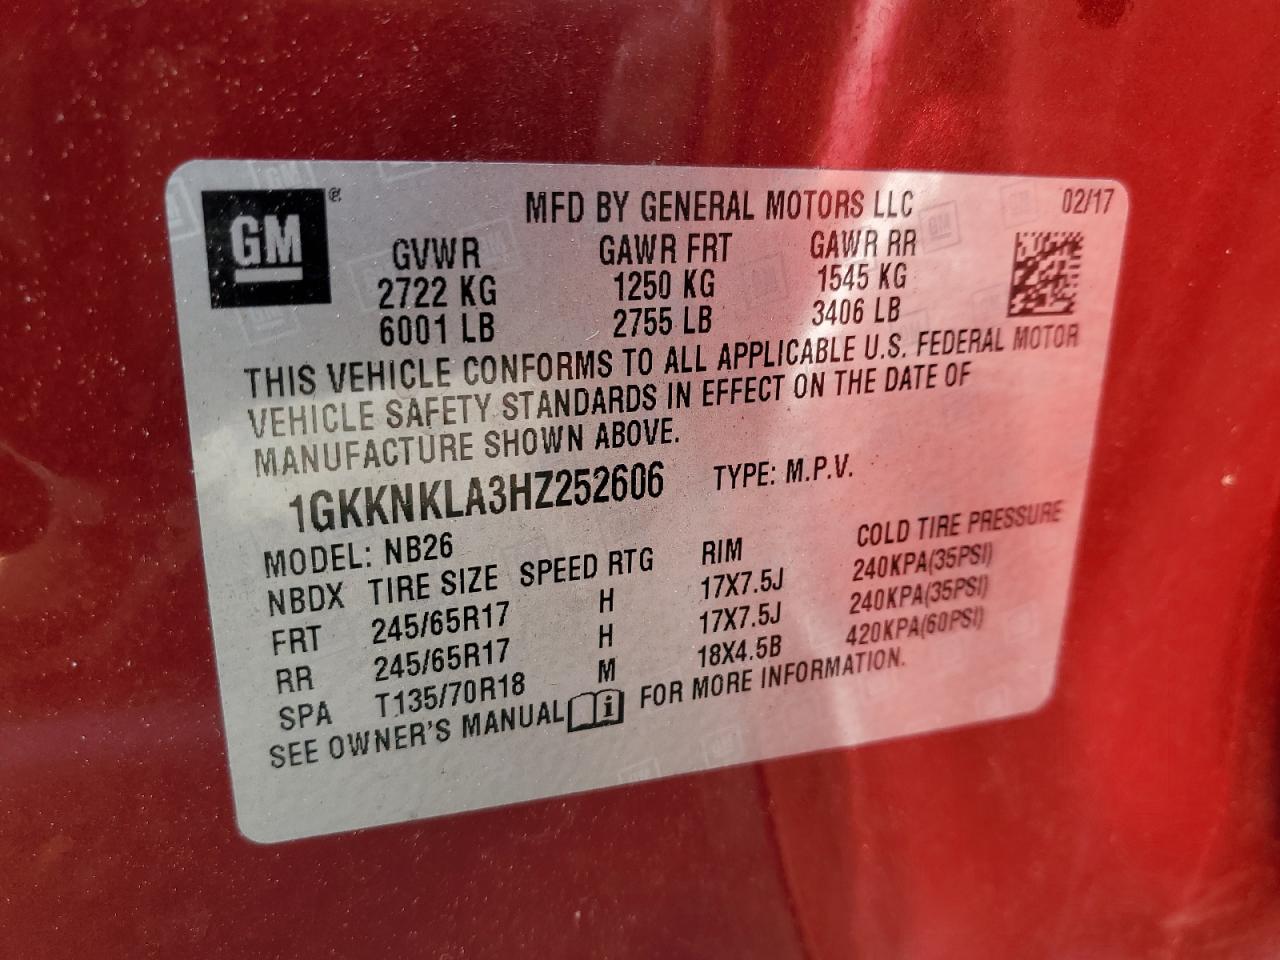 GM ®
MFD BY GENERAL MOTORS LLC 02/17
GVWR GAWR FRT GAWR RR
2722 KG 1250 KG 1545 KG
6001 LB 2755 LB 3406 LB
THIS VEHICLE CONFORMS TO ALL APPLICABLE U.S. FEDERAL MOTOR
VEHICLE SAFETY STANDARDS IN EFFECT ON THE DATE OF
MANUFACTURE SHOWN ABOVE.
1GKKNKLA3HZ252606 TYPE: M.P.V.
MODEL: NB26
NBDX TIRE SIZE SPEED RTG RIM COLD TIRE PRESSURE
FRT 245/65R17 H 17X7.5J 240KPA(35PSI)
RR 245/65R17 H 17X7.5J 240KPA(35PSI)
SPA T135/70R18 M 18X4.5B 420KPA(60PSI)
SEE OWNER'S MANUAL i FOR MORE INFORMATION.